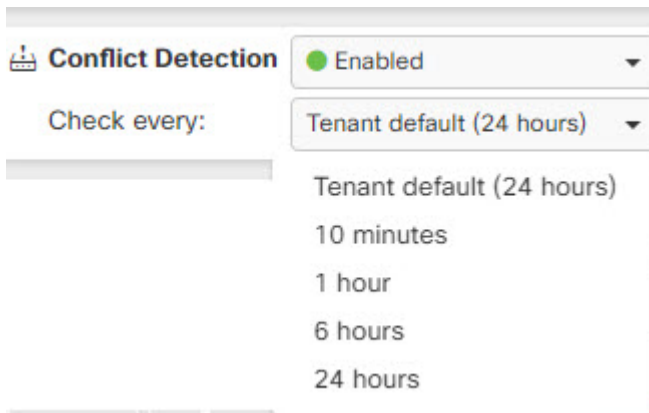 Conflict Detection Enabled
Check every: Tenant default (24 hours)
Tenant default (24 hours)
10 minutes
1 hour
6 hours
24 hours